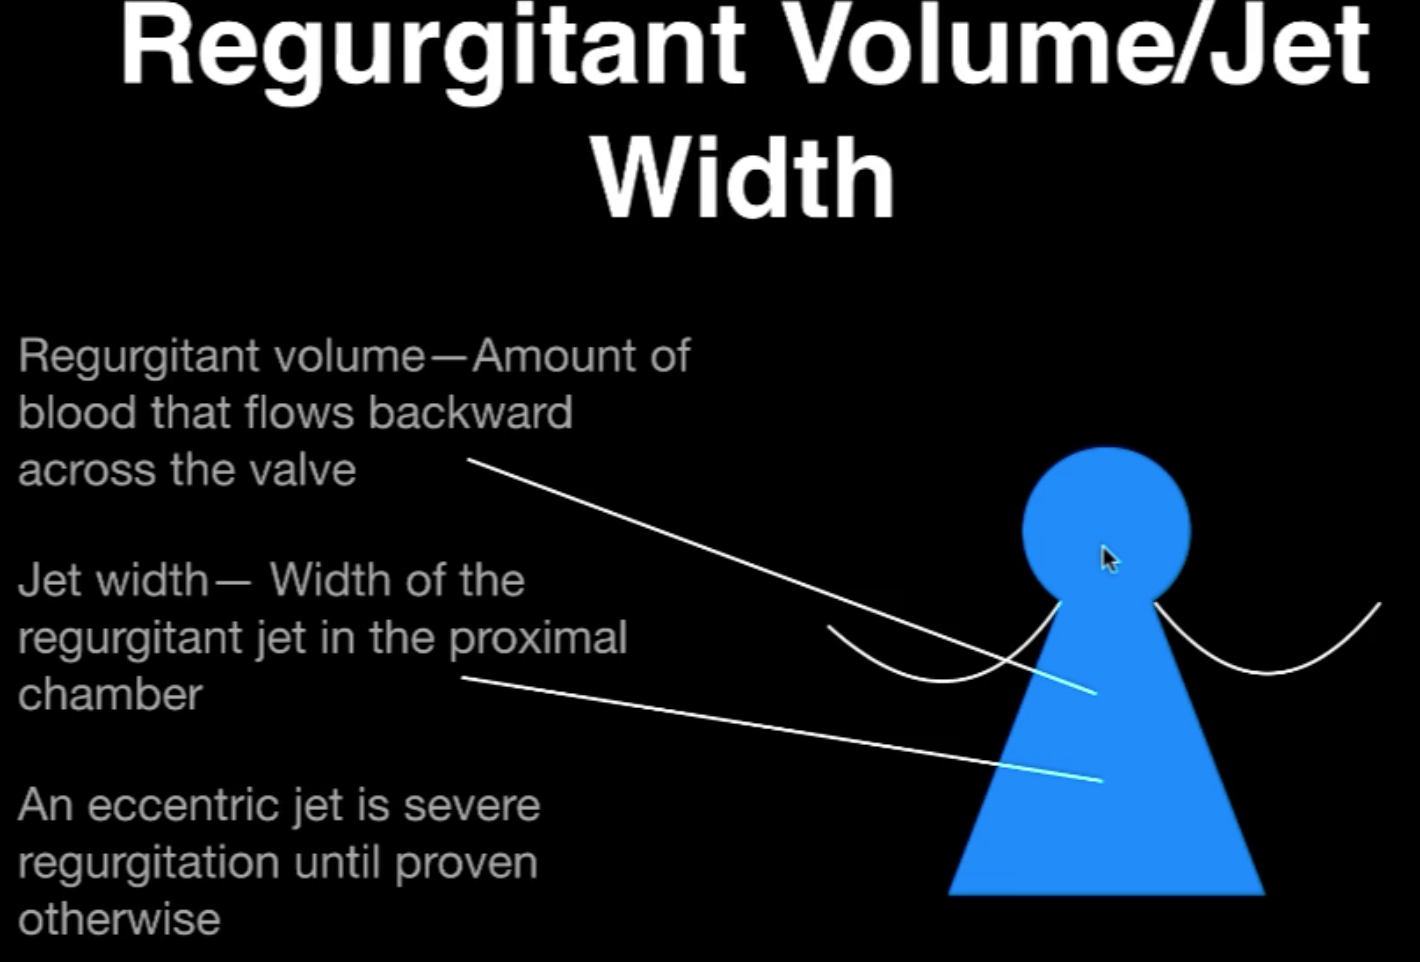 Regurgitant Volume/Jet
Width
Regurgitant volume—Amount of
blood that flows backward
across the valve
Jet width— Width of the
regurgitant jet in the proximal
chamber
An eccentric jet is severe
regurgitation until proven
otherwise